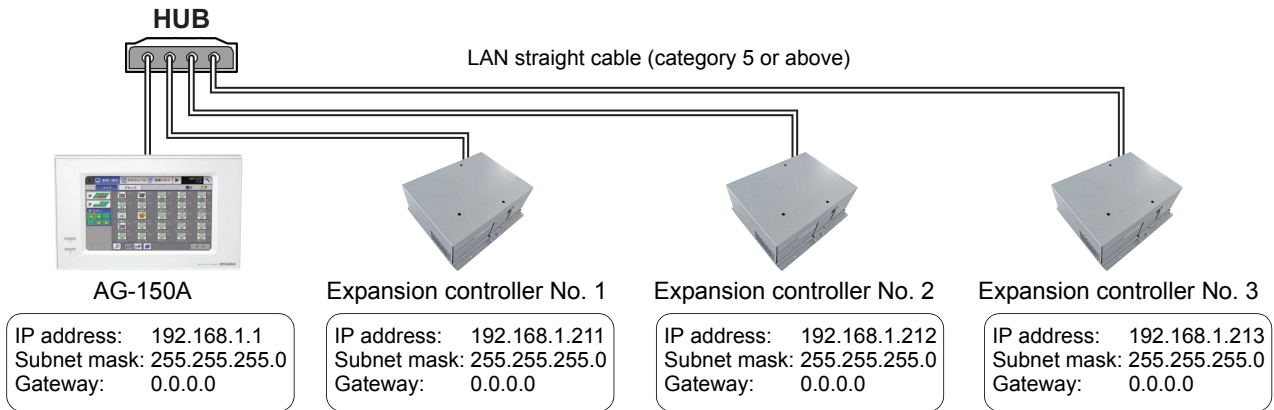 HUB
LAN straight cable (category 5 or above)
AG-150A
IP address: 192.168.1.1
Subnet mask: 255.255.255.0
Gateway: 0.0.0.0
Expansion controller No. 1
IP address: 192.168.1.211
Subnet mask: 255.255.255.0
Gateway: 0.0.0.0
Expansion controller No. 2
IP address: 192.168.1.212
Subnet mask: 255.255.255.0
Gateway: 0.0.0.0
Expansion controller No. 3
IP address: 192.168.1.213
Subnet mask: 255.255.255.0
Gateway: 0.0.0.0